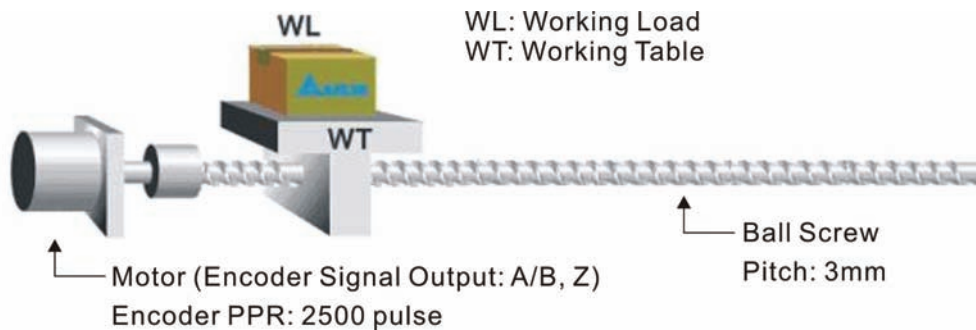 WL
WL: Working Load
WT: Working Table
WT
Ball Screw
Pitch: 3mm
Motor (Encoder Signal Output: A/B, Z)
Encoder PPR: 2500 pulse